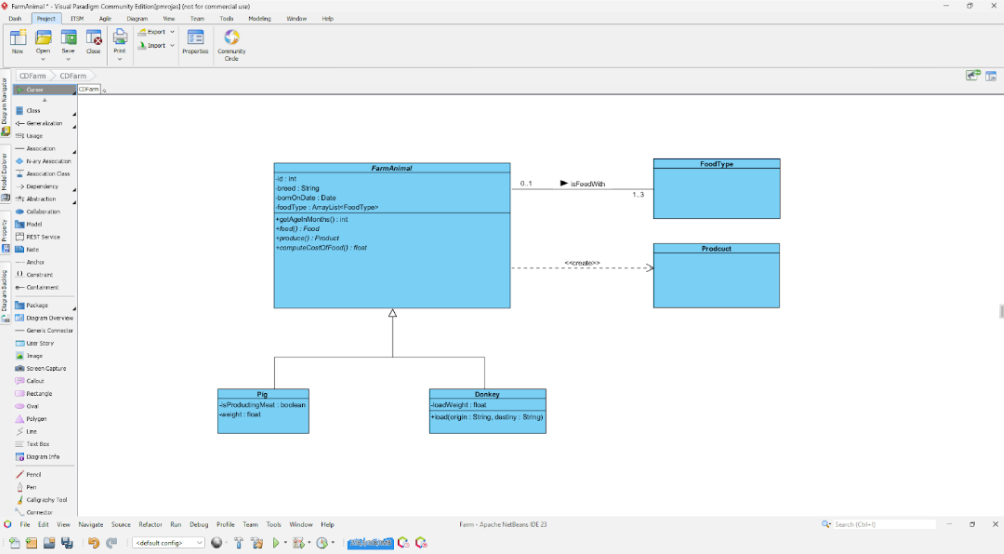 FarmAnimal * - Visual Paradigm Community Edition[pmrojas] (not for commercial use)
Dash Project ITSM Agile Diagram View Team Tools Modeling Window Help
New Open Save Close Print Export Import Properties Community Circle
CDFarm CDFarm
Diagram Navigator
Model Explorer
Property
Diagram Backlog
Cursor
Class
Generalization
Usage
Association
N-ary Association
Association Class
Dependency
Abstraction
Collaboration
Model
REST Service
Note
Anchor
Constraint
Containment
Package
Diagram Overview
Generic Connector
User Story
Image
Screen Capture
Callout
Rectangle
Oval
Polygon
Line
Text Box
Diagram Info
Pencil
Pen
Calligraphy Tool
Connector
CDFarm
FarmAnimal
-id : int
-breed : String
-bornOnDate : Date
-foodType : ArrayList<FoodType>
+getAgeInMonths() : int
+feed() : Food
+produce() : Product
+computeCostOfFood() : float
0..1
isFeedWith
1..3
FoodType
<<create>>
Prodcuct
Pig
-isProductingMeat : boolean
-weight : float
Donkey
-loadWeight : float
+load(origin : String, destiny : String)
File Edit View Navigate Source Refactor Run Debug Profile Team Tools Window Help
Farm - Apache NetBeans IDE 23
Search (Ctrl+I)
<default config>